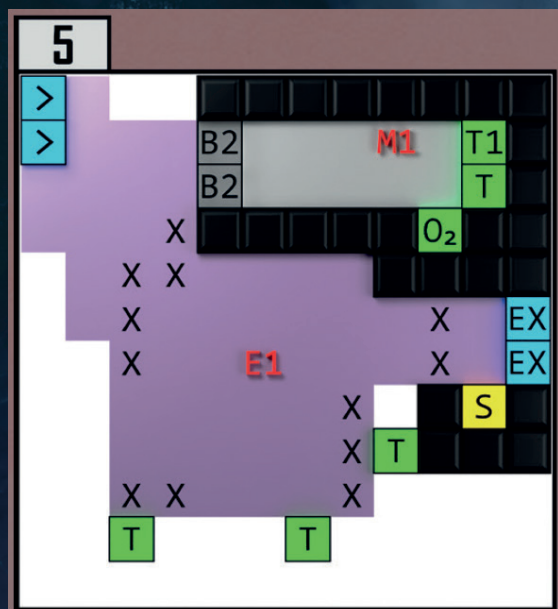 5
>
> B2 M1 T1
B2 T
X O₂
X X
X X EX
X E1 X EX
X S
X T
X X X
T T